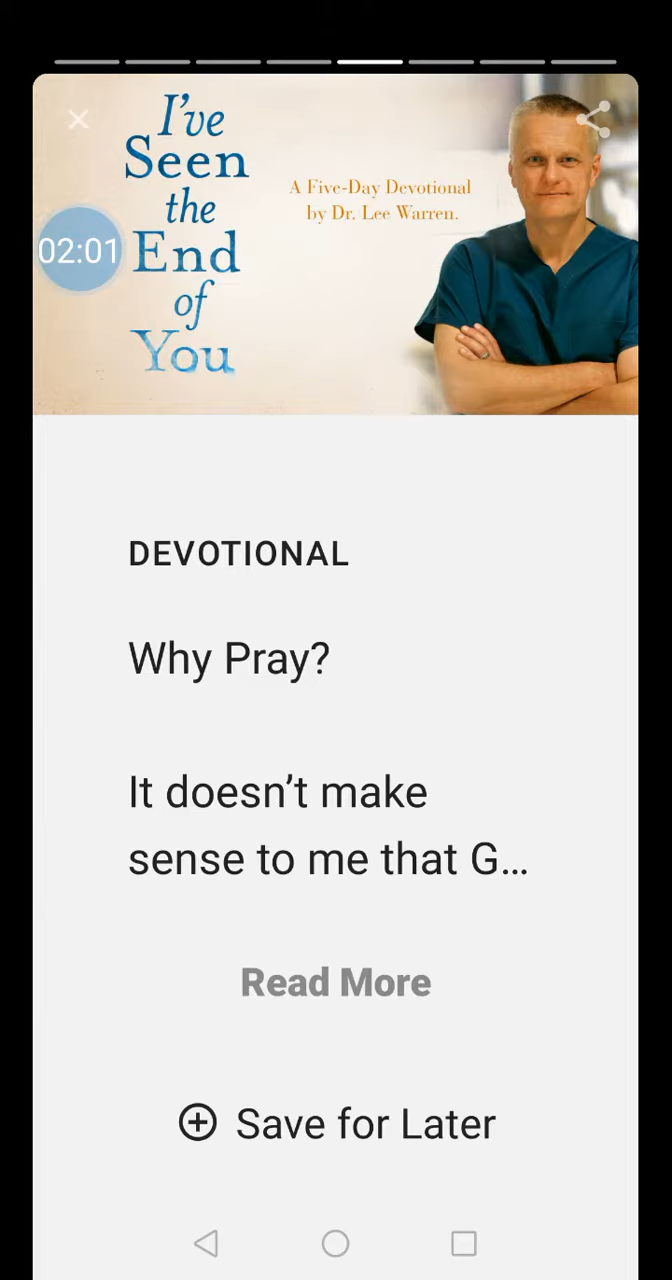 I've
Seen
the
End
of
You
A Five-Day Devotional
by Dr. Lee Warren.
02:01
DEVOTIONAL
Why Pray?
It doesn’t make
sense to me that G...
Read More
Save for Later